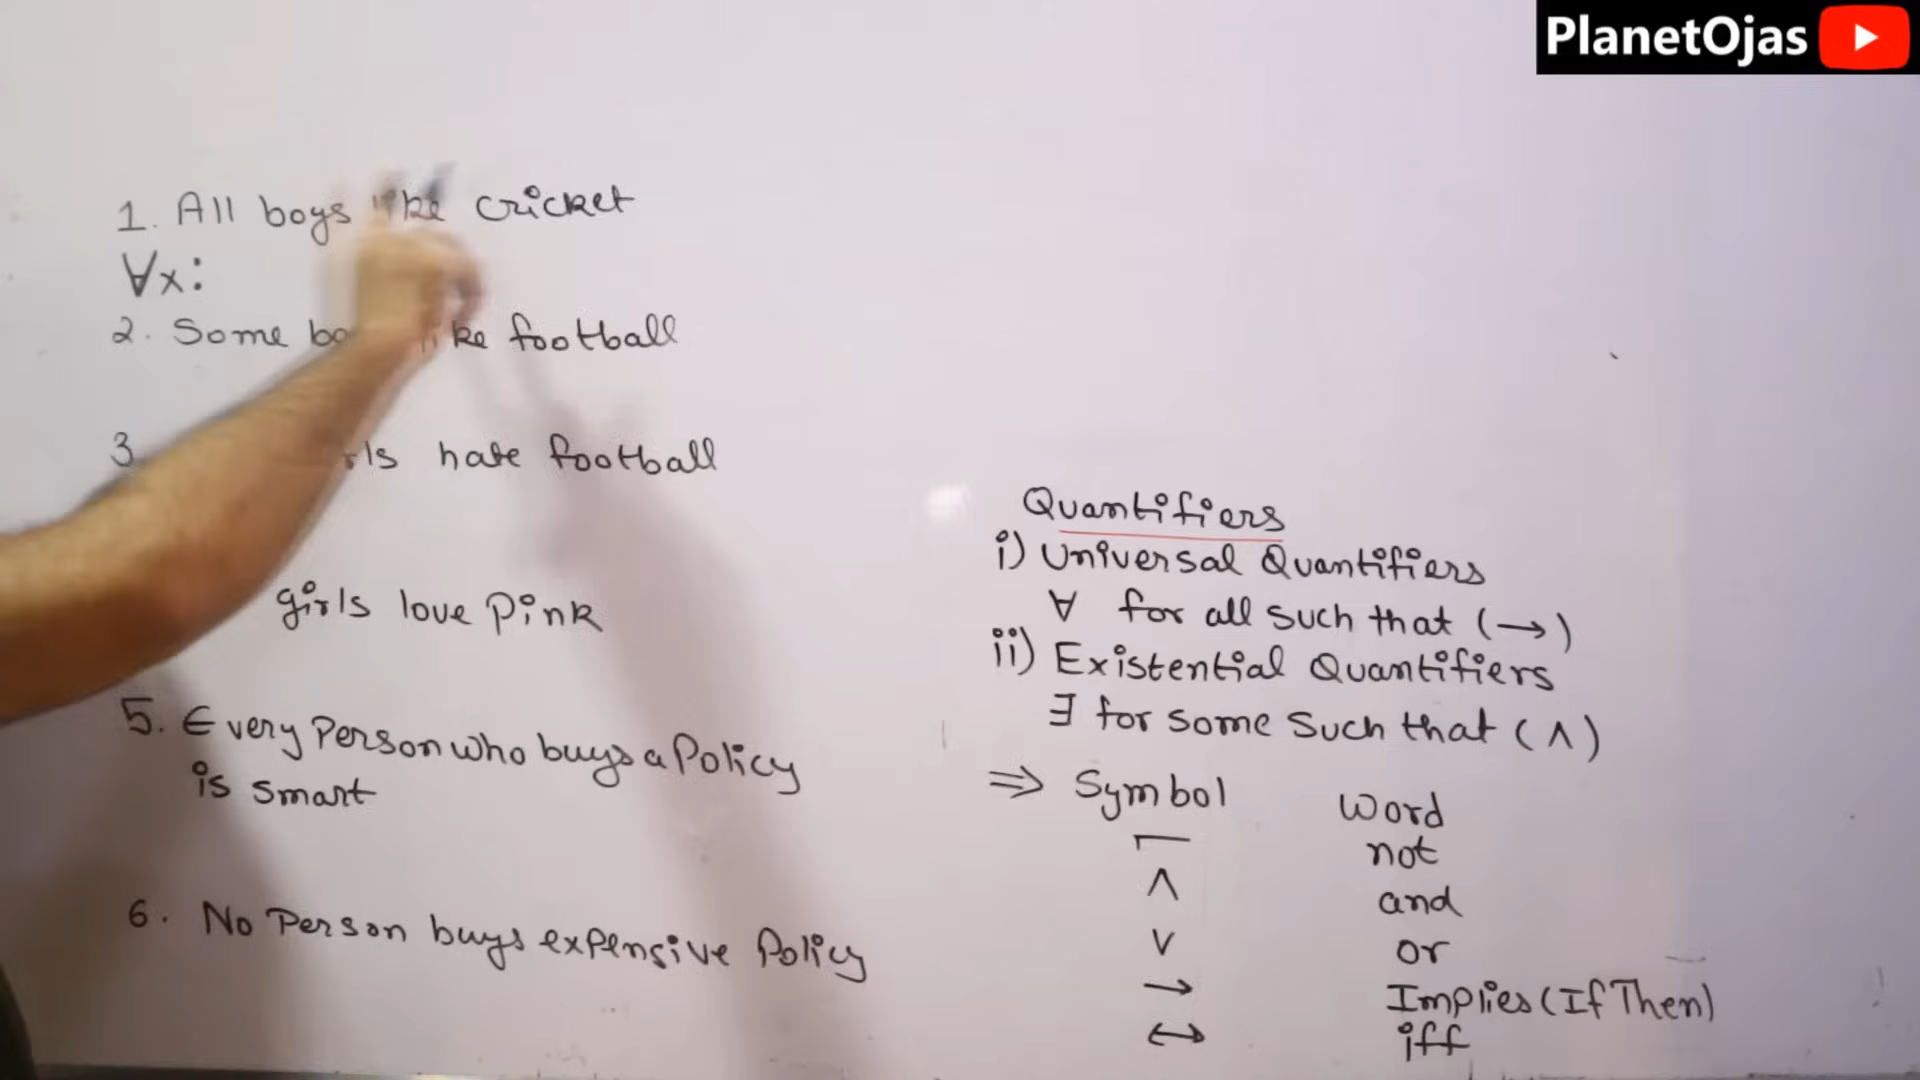 PlanetOjas
1. All boys like cricket
∀x:
2. Some like football
3. hate football
girls love Pink
5. Every Person who buys a Policy
is smart
6. No Person buys expensive Policy
Quantifiers
i) Universal Quantifiers
∀ for all such that (→)
ii) Existential Quantifiers
∃ for some such that (∧)
⇒ Symbol Word
¬ not
∧ and
∨ or
→ Implies (If Then)
↔ iff